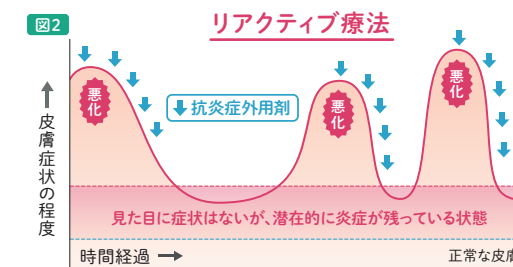 図2
リアクティブ療法
悪化
抗炎症外用剤
悪化
悪化
皮膚症状の程度
見た目に症状はないが、潜在的に炎症が残っている状態
時間経過
正常な皮膚